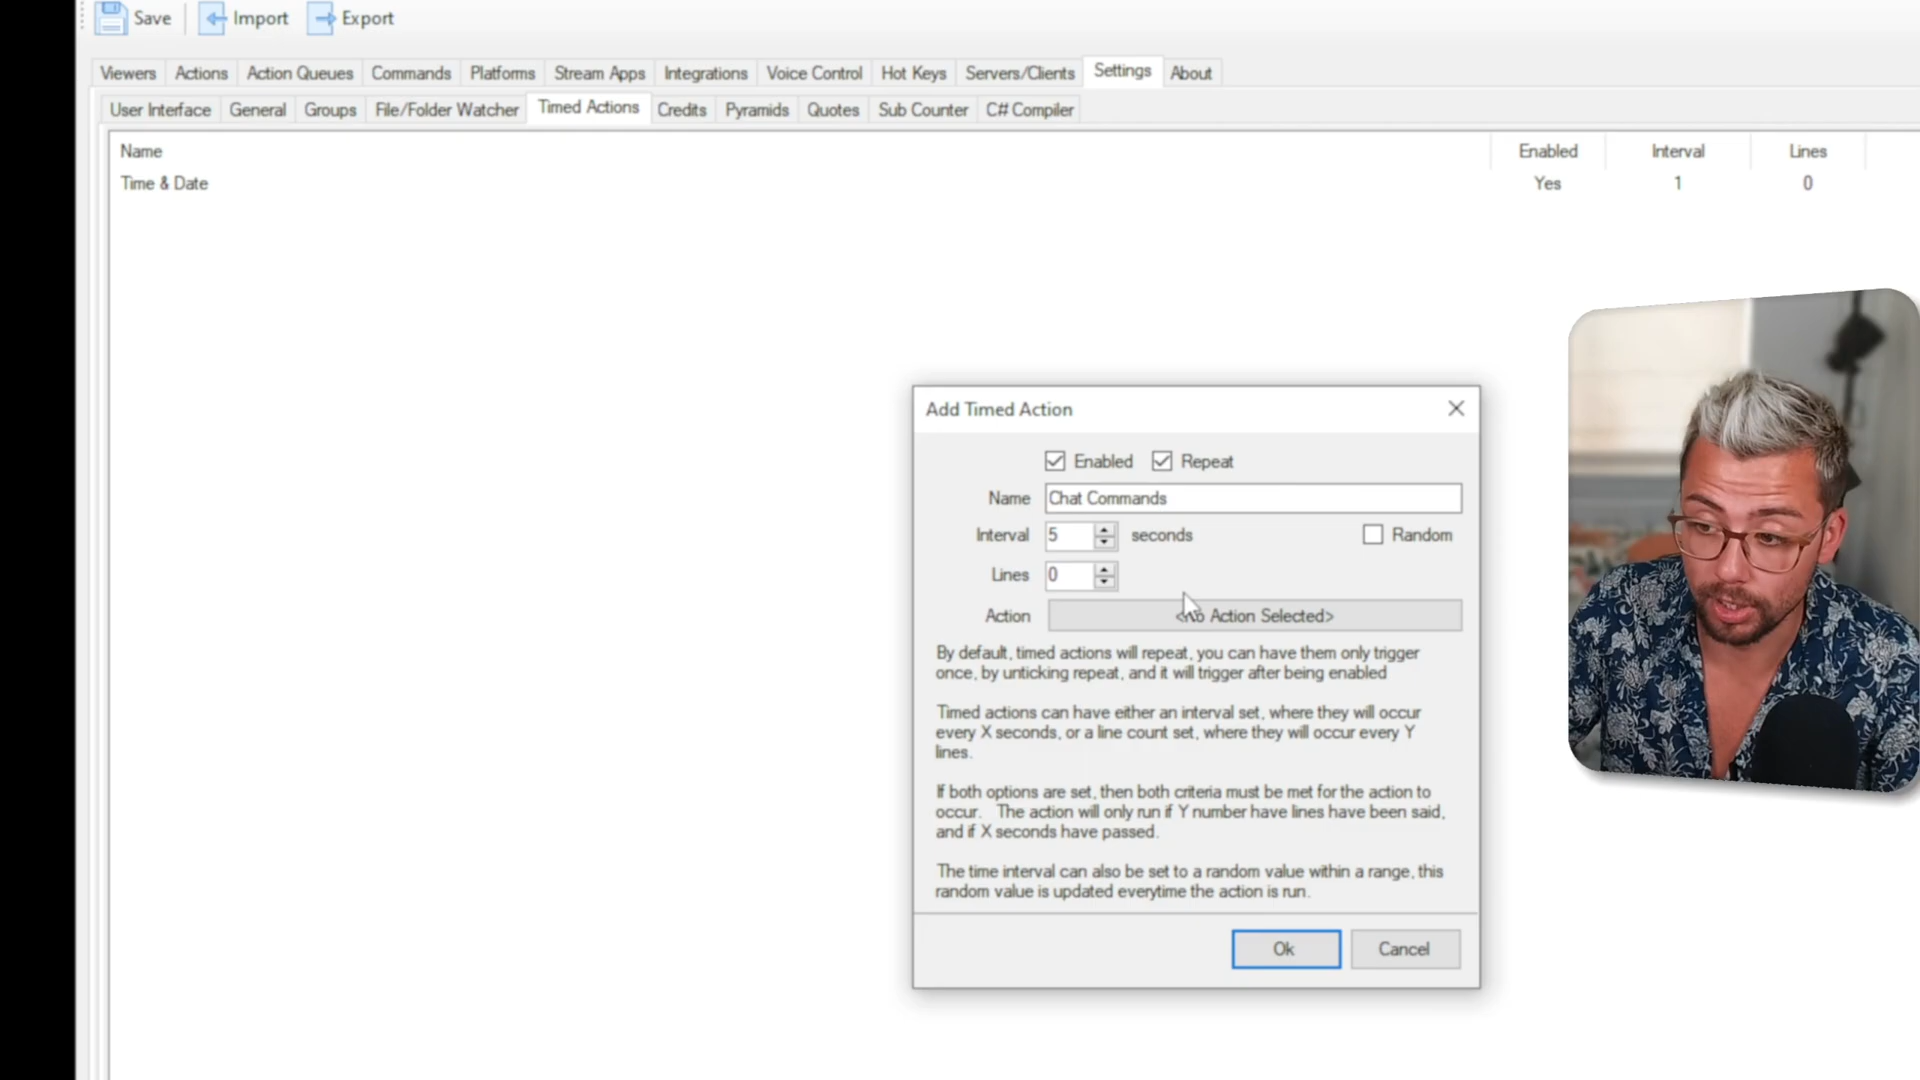 Save Import Export
Viewers Actions Action Queues Commands Platforms Stream Apps Integrations Voice Control Hot Keys Servers/Clients Settings About
User Interface General Groups File/Folder Watcher Timed Actions Credits Pyramids Quotes Sub Counter C# Compiler
Name Enabled Interval Lines
Time & Date Yes 1 0
Add Timed Action
Enabled Repeat
Name Chat Commands
Interval 5 seconds Random
Lines 0
Action <No Action Selected>
By default, timed actions will repeat, you can have them only trigger
once, by unticking repeat, and it will trigger after being enabled
Timed actions can have either an interval set, where they will occur
every X seconds, or a line count set, where they will occur every Y
lines.
If both options are set, then both criteria must be met for the action to
occur. The action will only run if Y number have lines have been said,
and if X seconds have passed.
The time interval can also be set to a random value within a range, this
random value is updated everytime the action is run.
Ok Cancel